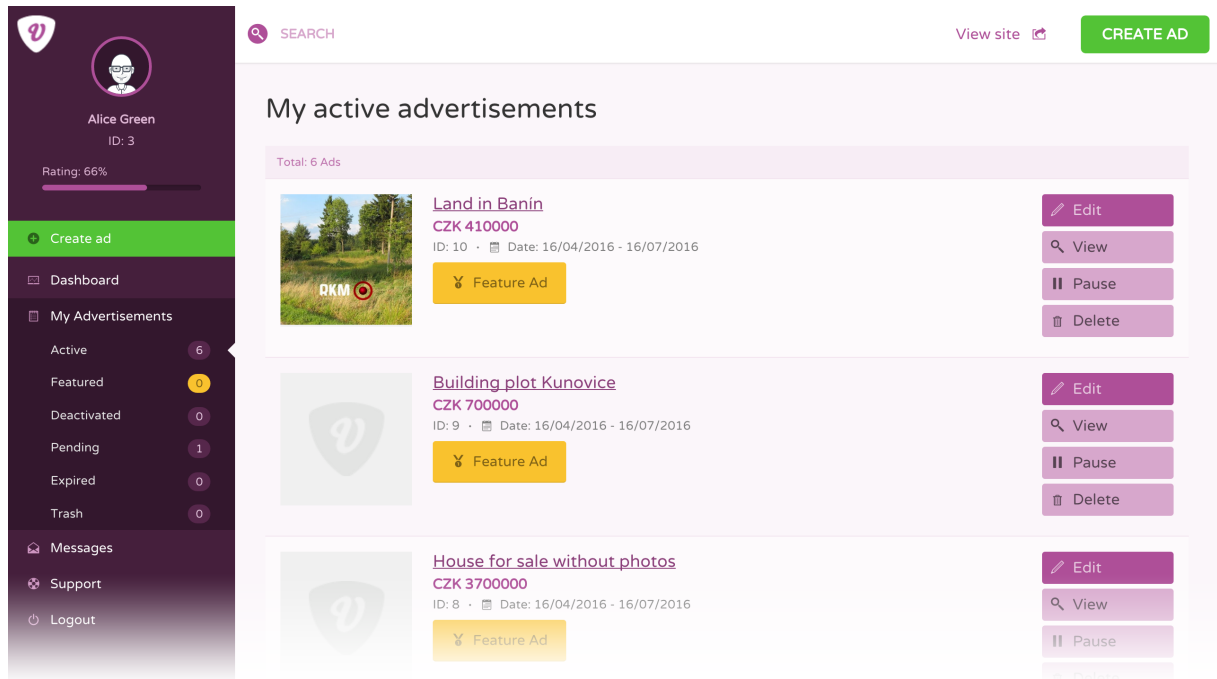 SEARCH
View site
CREATE AD
Alice Green
ID: 3
Rating: 66%
Create ad
Dashboard
My Advertisements
Active 6
Featured 0
Deactivated 0
Pending 1
Expired 0
Trash 0
Messages
Support
Logout
My active advertisements
Total: 6 Ads
Land in Banín
CZK 410000
ID: 10 · Date: 16/04/2016 - 16/07/2016
Feature Ad
RKM
Edit
View
Pause
Delete
Building plot Kunovice
CZK 700000
ID: 9 · Date: 16/04/2016 - 16/07/2016
Feature Ad
Edit
View
Pause
Delete
House for sale without photos
CZK 3700000
ID: 8 · Date: 16/04/2016 - 16/07/2016
Feature Ad
Edit
View
Pause
Delete